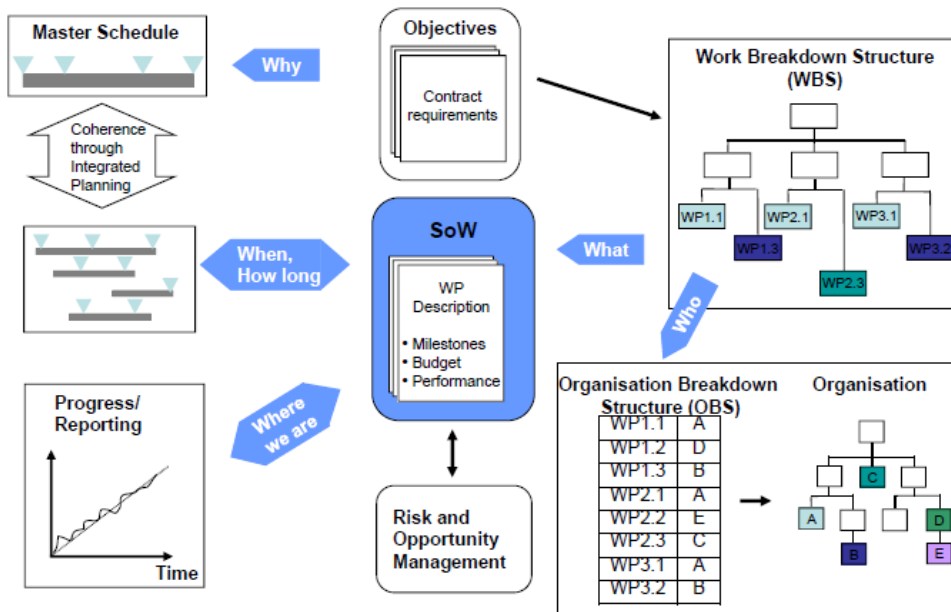 Master Schedule
Why
Objectives
Contract
requirements
Work Breakdown Structure
(WBS)
WP1.1
WP2.1
WP3.1
WP1.3
WP3.2
WP2.3
Coherence
through
Integrated
Planning
When,
How long
SoW
WP
Description
• Milestones
• Budget
• Performance
What
Who
Progress/
Reporting
Time
Where
we are
Risk and
Opportunity
Management
Organisation Breakdown
Structure (OBS)
WP1.1 A
WP1.2 D
WP1.3 B
WP2.1 A
WP2.2 E
WP2.3 C
WP3.1 A
WP3.2 B
Organisation
C
A
D
B
E